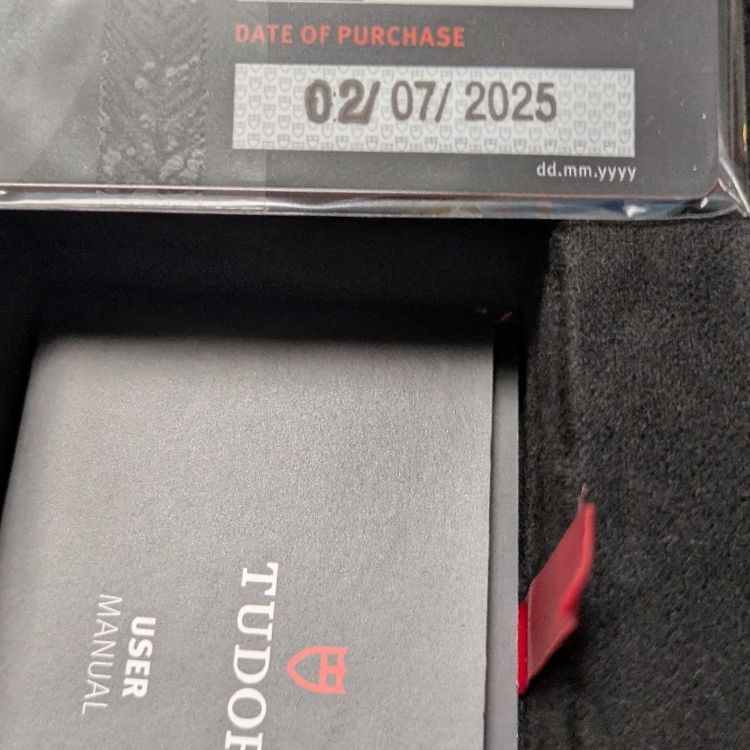 DATE OF PURCHASE
02/ 07/ 2025
dd.mm.yyyy
TUDOR
USER
MANUAL